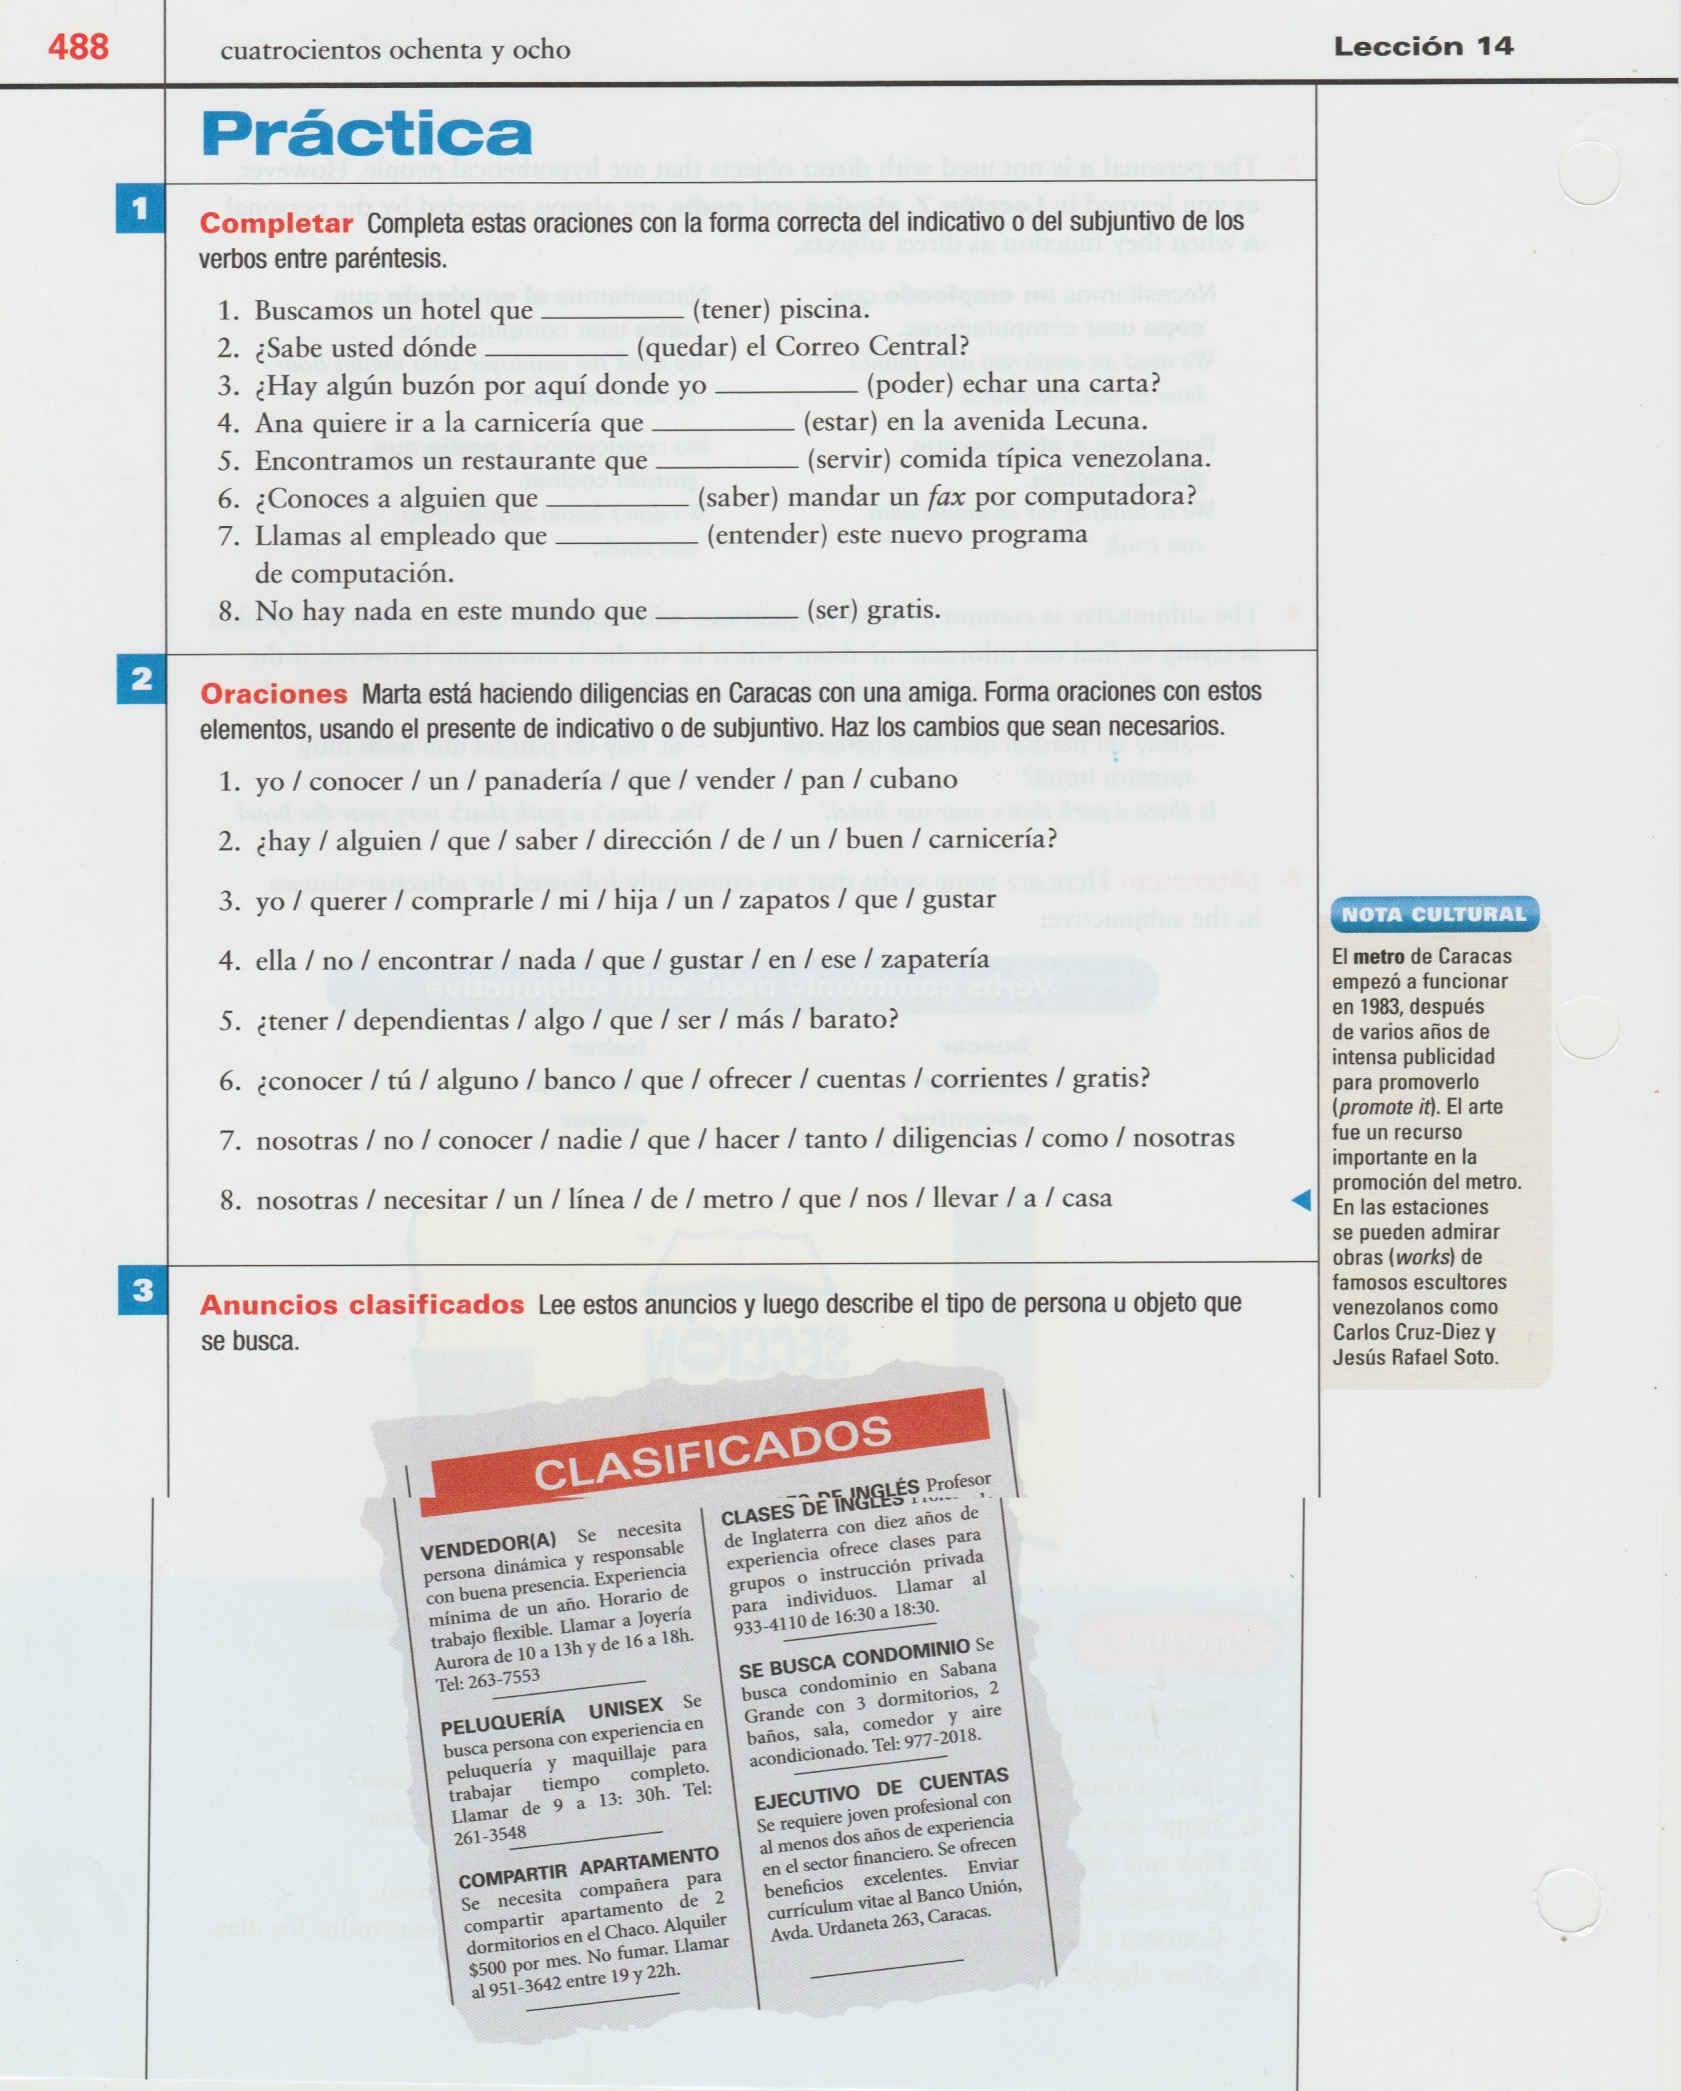 488
cuatrocientos ochenta y ocho
Lección 14
Práctica
1
Completar Completa estas oraciones con la forma correcta del indicativo o del subjuntivo de los
verbos entre paréntesis.
1. Buscamos un hotel que __________ (tener) piscina.
2. ¿Sabe usted dónde __________ (quedar) el Correo Central?
3. ¿Hay algún buzón por aquí donde yo __________ (poder) echar una carta?
4. Ana quiere ir a la carnicería que __________ (estar) en la avenida Lecuna.
5. Encontramos un restaurante que __________ (servir) comida típica venezolana.
6. ¿Conoces a alguien que __________ (saber) mandar un fax por computadora?
7. Llamas al empleado que __________ (entender) este nuevo programa
de computación.
8. No hay nada en este mundo que __________ (ser) gratis.
2
Oraciones Marta está haciendo diligencias en Caracas con una amiga. Forma oraciones con estos
elementos, usando el presente de indicativo o de subjuntivo. Haz los cambios que sean necesarios.
1. yo / conocer / un / panadería / que / vender / pan / cubano
2. ¿hay / alguien / que / saber / dirección / de / un / buen / carnicería?
3. yo / querer / comprarle / mi / hija / un / zapatos / que / gustar
4. ella / no / encontrar / nada / que / gustar / en / ese / zapatería
5. ¿tener / dependientas / algo / que / ser / más / barato?
6. ¿conocer / tú / alguno / banco / que / ofrecer / cuentas / corrientes / gratis?
7. nosotras / no / conocer / nadie / que / hacer / tanto / diligencias / como / nosotras
8. nosotras / necesitar / un / línea / de / metro / que / nos / llevar / a / casa
NOTA CULTURAL
El metro de Caracas
empezó a funcionar
en 1983, después
de varios años de
intensa publicidad
para promoverlo
(promote it). El arte
fue un recurso
importante en la
promoción del metro.
En las estaciones
se pueden admirar
obras (works) de
famosos escultores
venezolanos como
Carlos Cruz-Diez y
Jesús Rafael Soto.
3
Anuncios clasificados Lee estos anuncios y luego describe el tipo de persona u objeto que
se busca.
CLASIFICADOS
VENDEDOR(A) Se necesita
persona dinámica y responsable
con buena presencia. Experiencia
mínima de un año. Horario de
trabajo flexible. Llamar a Joyería
Aurora de 10 a 13h y de 16 a 18h.
Tel: 263-7553
PELUQUERÍA UNISEX Se
busca persona con experiencia en
peluquería y maquillaje para
trabajar tiempo completo.
Llamar de 9 a 13: 30h. Tel:
261-3548
COMPARTIR APARTAMENTO
Se necesita compañera para
compartir apartamento de 2
dormitorios en el Chaco. Alquiler
$500 por mes. No fumar. Llamar
al 951-3642 entre 19 y 22h.
CLASES DE INGLÉS Profesor
de Inglaterra con diez años de
experiencia ofrece clases para
grupos o instrucción privada
para individuos. Llamar al
933-4110 de 16:30 a 18:30.
SE BUSCA CONDOMINIO Se
busca condominio en Sabana
Grande con 3 dormitorios, 2
baños, sala, comedor y aire
acondicionado. Tel: 977-2018.
EJECUTIVO DE CUENTAS
Se requiere joven profesional con
al menos dos años de experiencia
en el sector financiero. Se ofrecen
beneficios excelentes. Enviar
currículum vitae al Banco Unión,
Avda. Urdaneta 263, Caracas.